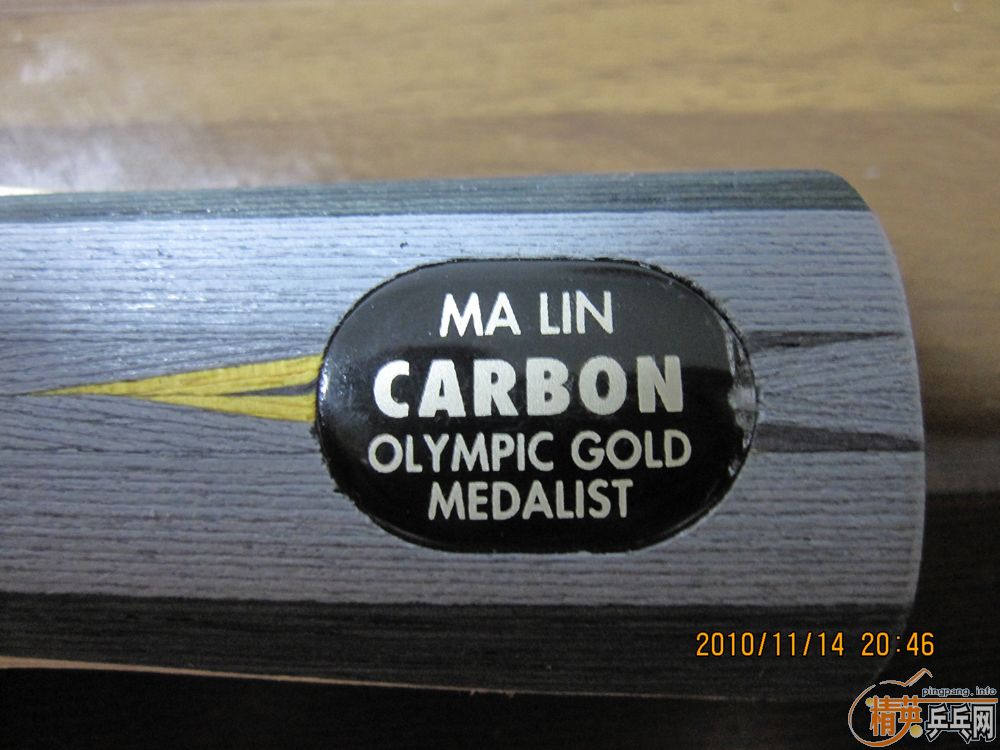 MA LIN
CARBON
OLYMPIC GOLD
MEDALIST
2010/11/14 20:46
pingpang.info
精英乒乓网